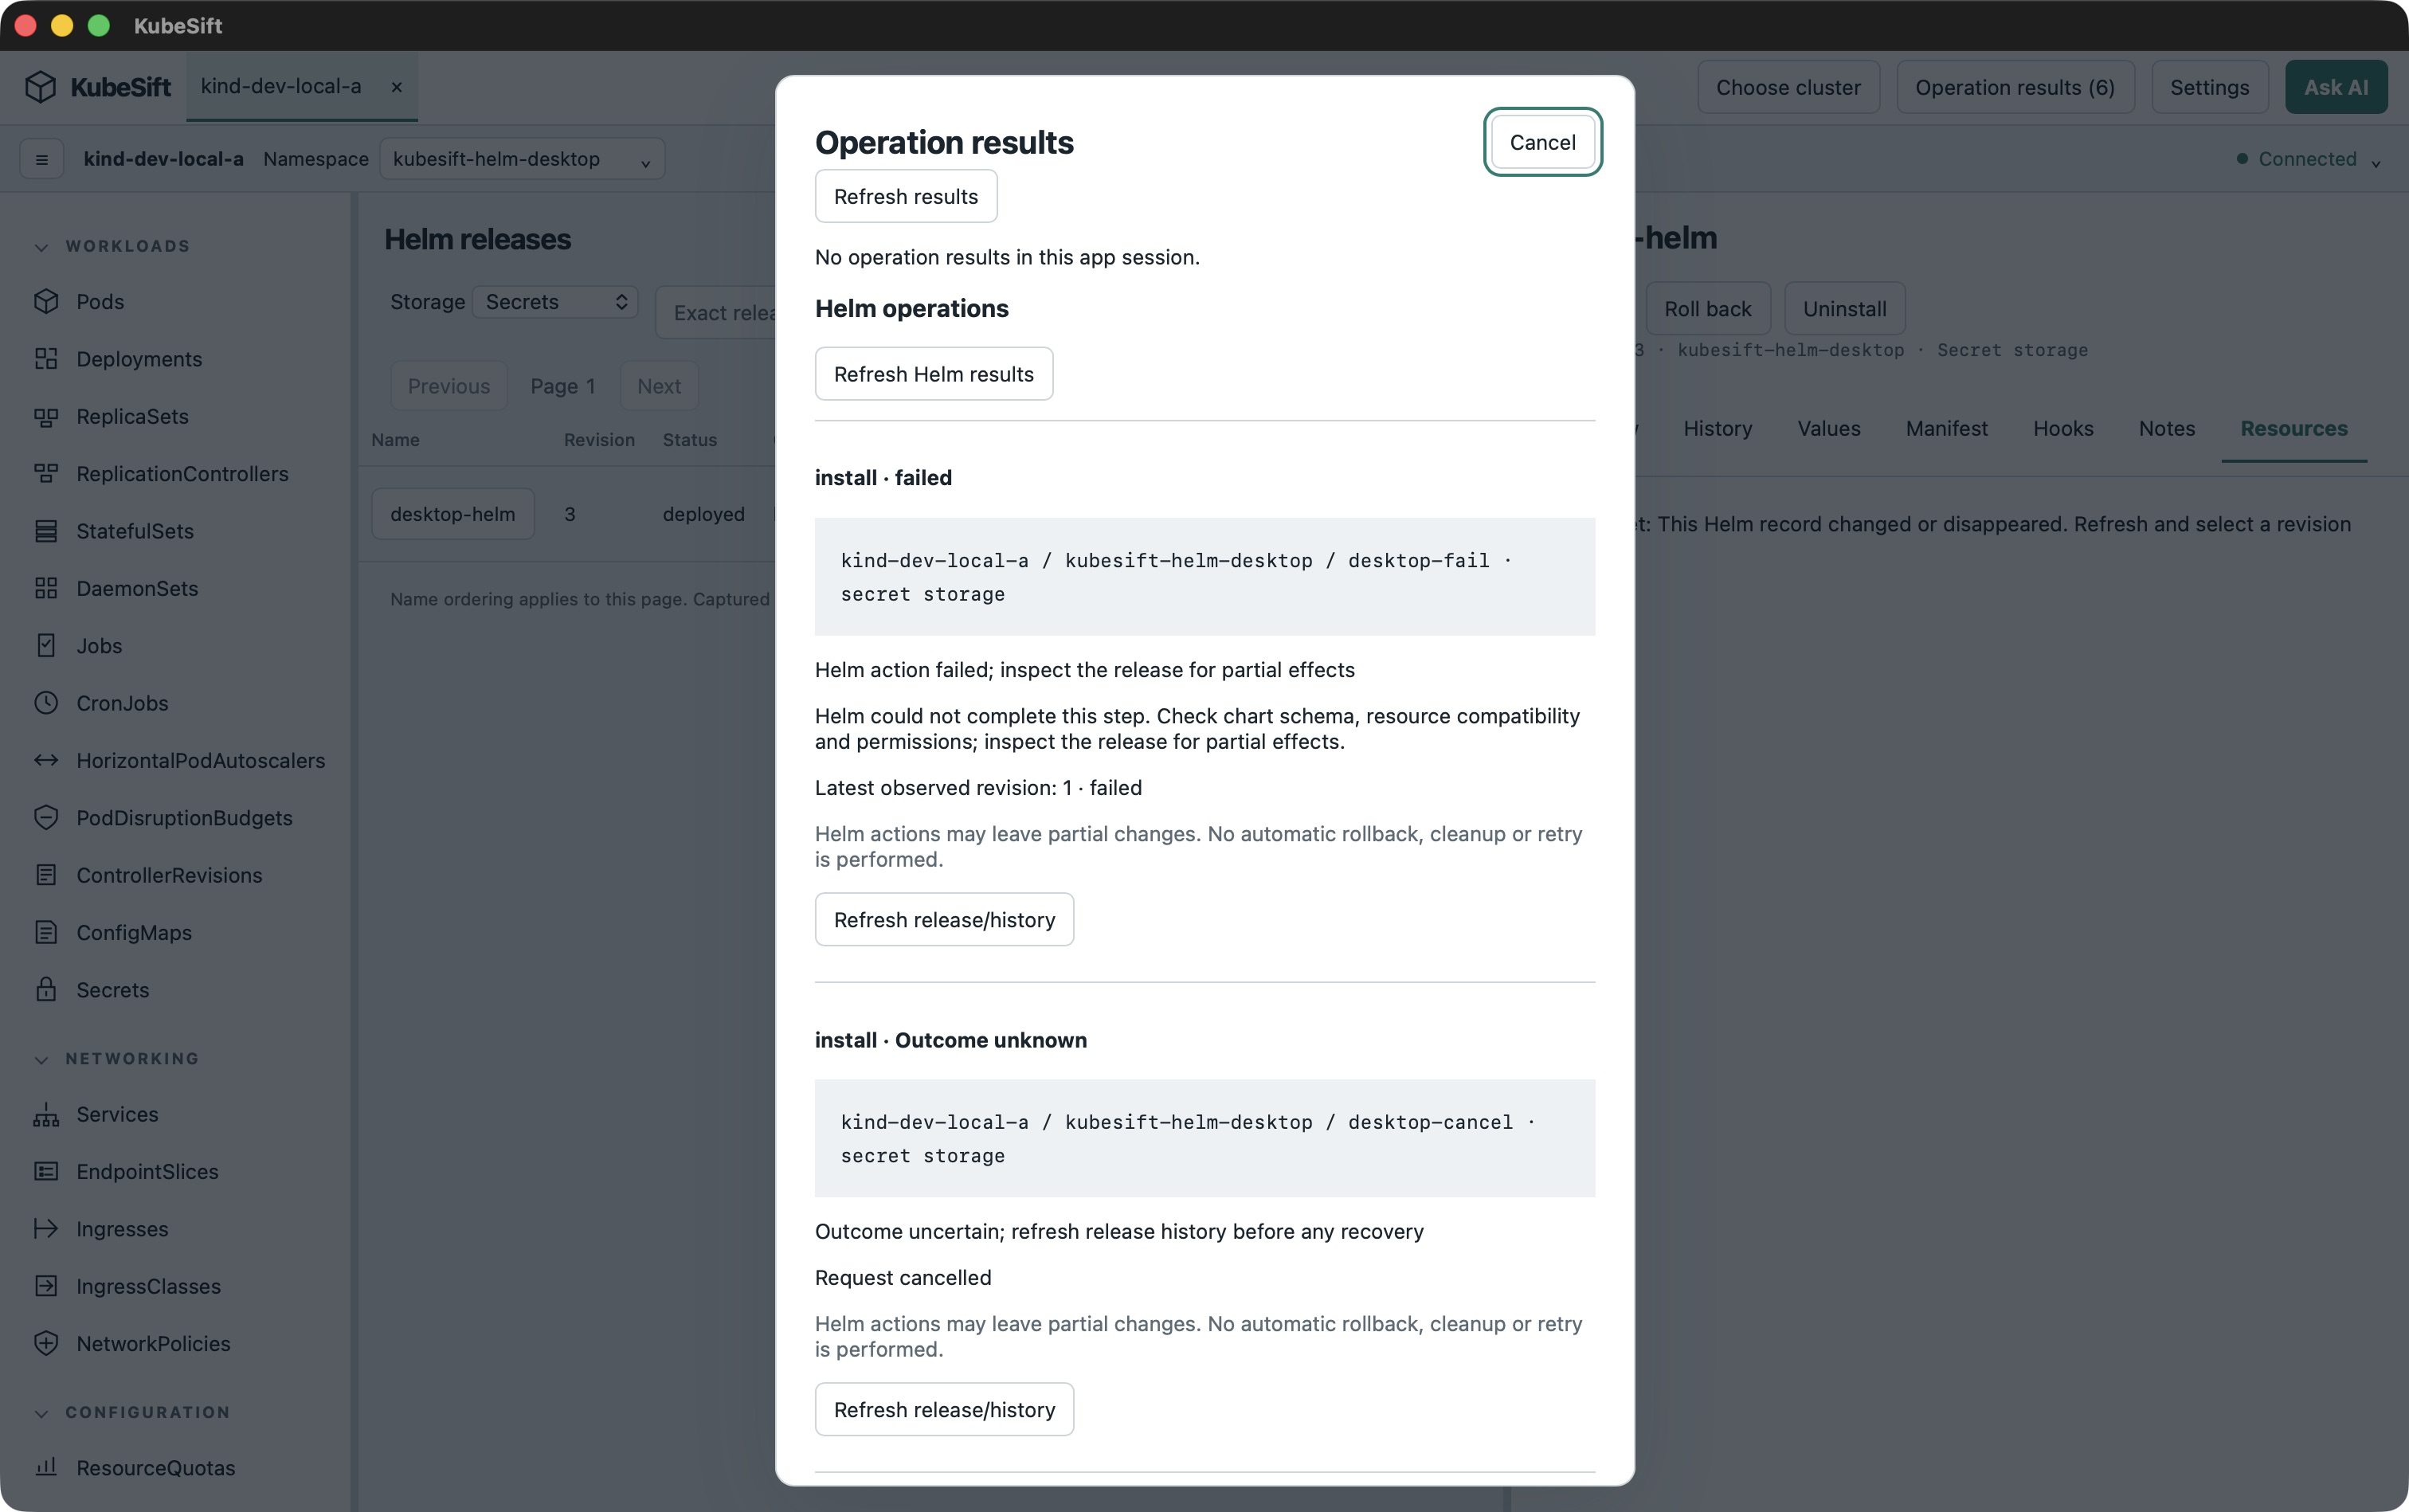 KubeSift
KubeSift
kind-dev-local-a ×
Choose cluster
Operation results (6)
Settings
Ask AI
kind-dev-local-a Namespace kubesift-helm-desktop
Connected
WORKLOADS
Pods
Deployments
ReplicaSets
ReplicationControllers
StatefulSets
DaemonSets
Jobs
CronJobs
HorizontalPodAutoscalers
PodDisruptionBudgets
ControllerRevisions
ConfigMaps
Secrets
NETWORKING
Services
EndpointSlices
Ingresses
IngressClasses
NetworkPolicies
CONFIGURATION
ResourceQuotas
Helm releases
Storage Secrets Exact
Previous Page 1 Next
Name Revision Status
desktop-helm 3 deployed
Name ordering applies to this page. Captured
Operation results
Cancel
Refresh results
No operation results in this app session.
Helm operations
Refresh Helm results
install · failed
kind-dev-local-a / kubesift-helm-desktop / desktop-fail ·
secret storage
Helm action failed; inspect the release for partial effects
Helm could not complete this step. Check chart schema, resource compatibility
and permissions; inspect the release for partial effects.
Latest observed revision: 1 · failed
Helm actions may leave partial changes. No automatic rollback, cleanup or retry
is performed.
Refresh release/history
install · Outcome unknown
kind-dev-local-a / kubesift-helm-desktop / desktop-cancel ·
secret storage
Outcome uncertain; refresh release history before any recovery
Request cancelled
Helm actions may leave partial changes. No automatic rollback, cleanup or retry
is performed.
Refresh release/history
-helm
Roll back Uninstall
3 · kubesift-helm-desktop · Secret storage
History Values Manifest Hooks Notes Resources
This Helm record changed or disappeared. Refresh and select a revision